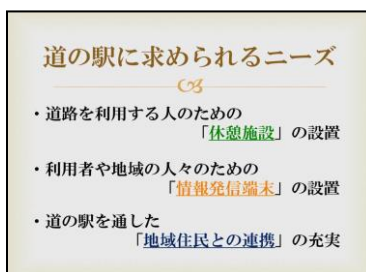 道の駅に求められるニーズ
・道路を利用する人のための
「休憩施設」の設置
・利用者や地域の人々のための
「情報発信端末」の設置
・道の駅を通した
「地域住民との連携」の充実